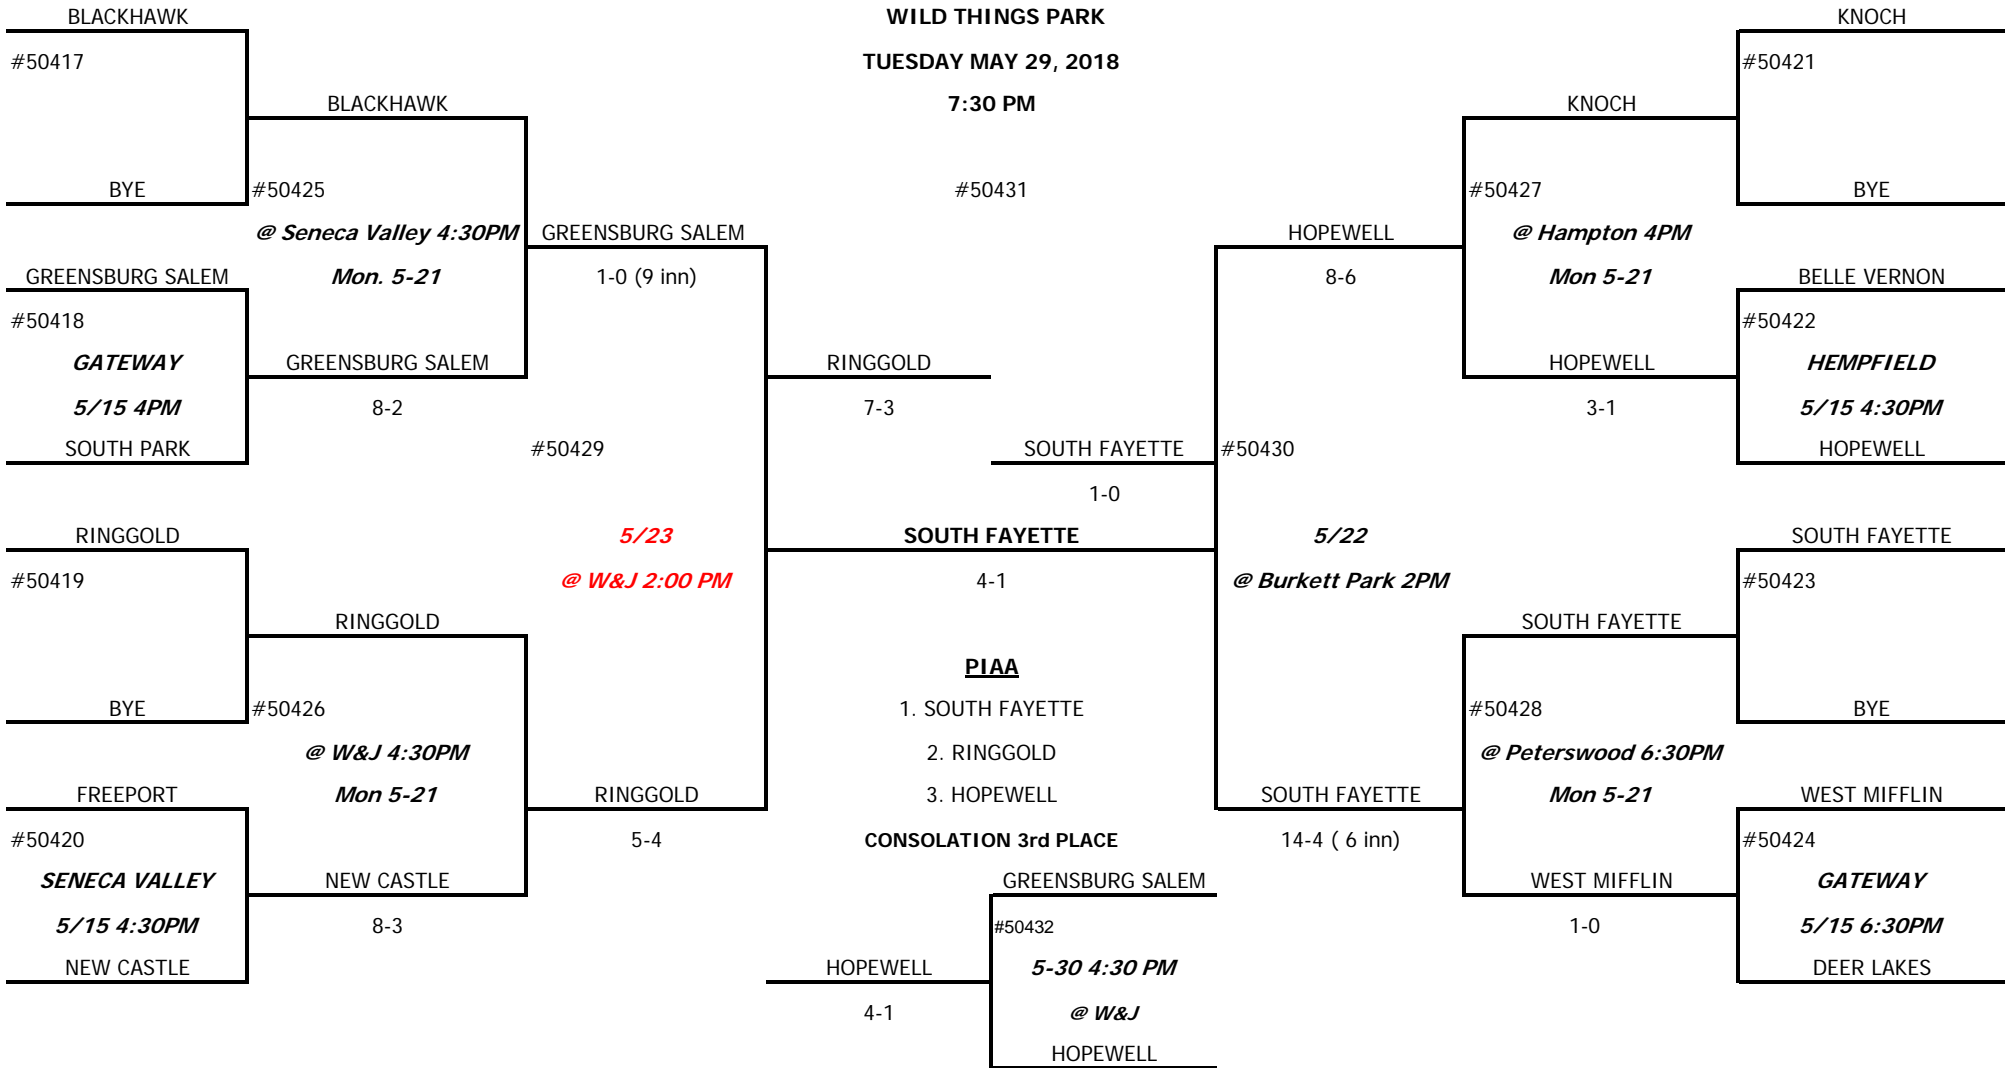 BLACKHAWK
WILD THINGS PARK
KNOCH
#50417
TUESDAY MAY 29, 2018
#50421
BLACKHAWK
7:30 PM
KNOCH
BYE
#50425
#50431
#50427
BYE
@ Seneca Valley 4:30PM
GREENSBURG SALEM
HOPEWELL
@ Hampton 4PM
GREENSBURG SALEM
Mon. 5-21
1-0 (9 inn)
8-6
Mon 5-21
BELLE VERNON
#50418
#50422
GATEWAY
GREENSBURG SALEM
RINGGOLD
HOPEWELL
HEMPFIELD
5/15 4PM
8-2
7-3
3-1
5/15 4:30PM
SOUTH PARK
#50429
SOUTH FAYETTE
#50430
HOPEWELL
1-0
RINGGOLD
5/23
SOUTH FAYETTE
5/22
SOUTH FAYETTE
#50419
@ W&J 2:00 PM
4-1
@ Burkett Park 2PM
#50423
RINGGOLD
SOUTH FAYETTE
PIAA
BYE
#50426
1. SOUTH FAYETTE
#50428
BYE
@ W&J 4:30PM
2. RINGGOLD
@ Peterswood 6:30PM
FREEPORT
Mon 5-21
RINGGOLD
3. HOPEWELL
SOUTH FAYETTE
Mon 5-21
WEST MIFFLIN
#50420
5-4
CONSOLATION 3rd PLACE
14-4 ( 6 inn)
#50424
SENECA VALLEY
NEW CASTLE
GREENSBURG SALEM
WEST MIFFLIN
GATEWAY
5/15 4:30PM
8-3
#50432
1-0
5/15 6:30PM
NEW CASTLE
HOPEWELL
5-30 4:30 PM
DEER LAKES
4-1
@ W&J
HOPEWELL